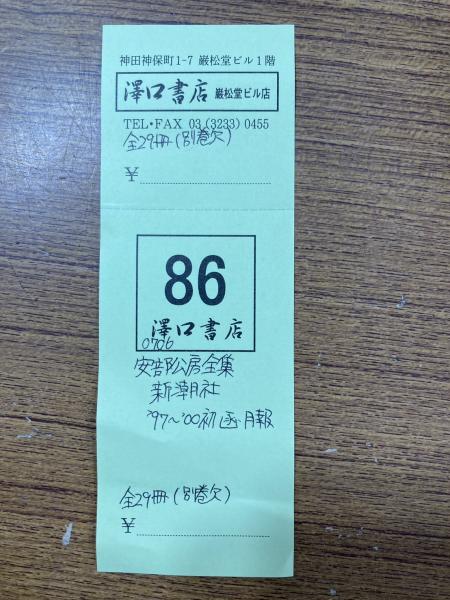 神田神保町1-7 巌松堂ビル1階
澤口書店 巌松堂ビル店
TEL・FAX 03 (3233) 0455
全29冊(別巻欠)
¥
86
澤口書店
0706
安部公房全集
新潮社
'97〜'00初 函 月報
全29冊(別巻欠)
¥